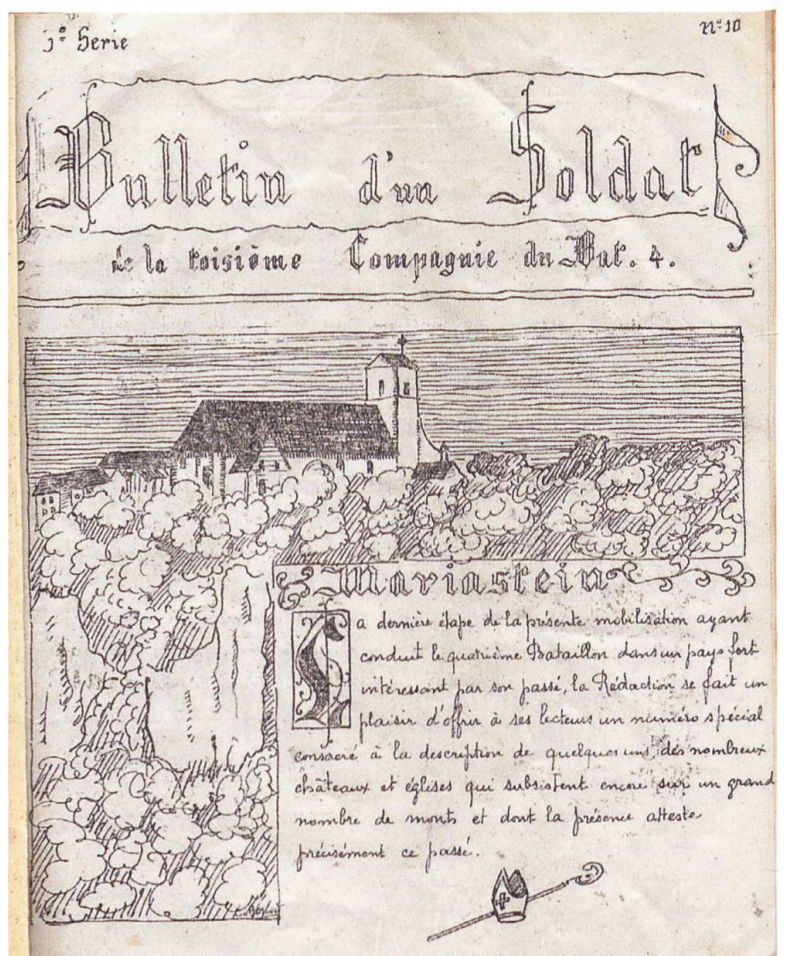 1º Serie
Nº 10
Bulletin d'un Soldat
de la troisième Compagnie du Bat. 4.
Mariastein
La dernière étape de la présente mobilisation ayant
conduit le quatrième Bataillon dans un pays fort
intéressant par son passé, la Rédaction se fait un
plaisir d'offrir à ses lecteurs un numéro spécial
consacré à la description de quelques uns des nombreux
châteaux et églises qui subsistent encore sur un grand
nombre de monts et dont la présence atteste
précisément ce passé.